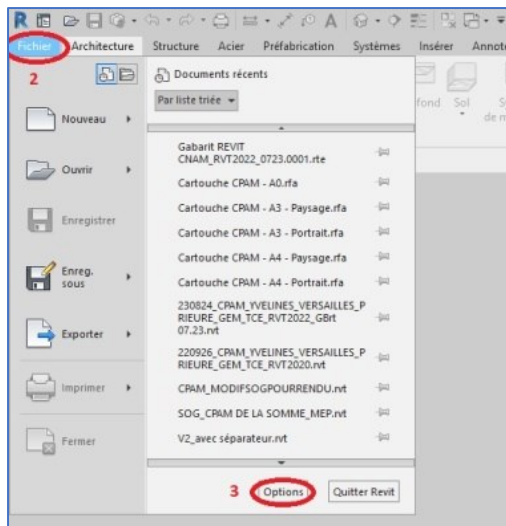 R
A
Fichier Architecture Structure Acier Préfabrication Systèmes Insérer
2
Documents récents
Par liste triée
Nouveau
Ouvrir
Enregistrer
Enreg.
sous
Exporter
Imprimer
Fermer
Gabarit REVIT
CNAM_RVT2022_0723.0001.rte
Cartouche CPAM - A0.rfa
Cartouche CPAM - A3 - Paysage.rfa
Cartouche CPAM - A3 - Portrait.rfa
Cartouche CPAM - A4 - Paysage.rfa
Cartouche CPAM - A4 - Portrait.rfa
230824_CPAM_YVELINES_VERSAILLES_P
RIEURE_GEM_TCE_RVT2022_GBrt
07.23.rvt
220926_CPAM_YVELINES_VERSAILLES_P
RIEURE_GEM_TCE_RVT2020.rvt
CPAM_MODIFSOGPOURRENDU.rvt
SOG_CPAM DE LA SOMME_MEP.rvt
V2_avec séparateur.rvt
3 Options Quitter Revit
fond Sol
de